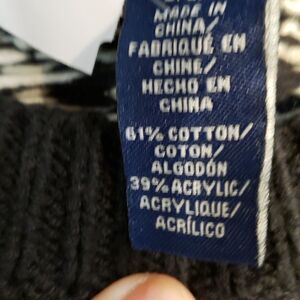 MADE IN
CHINA/
FABRIQUÉ EN
CHINE/
HECHO EN
CHINA
61% COTTON/
COTON/
ALGODÓN
39% ACRYLIC/
ACRYLIQUE/
ACRÍLICO